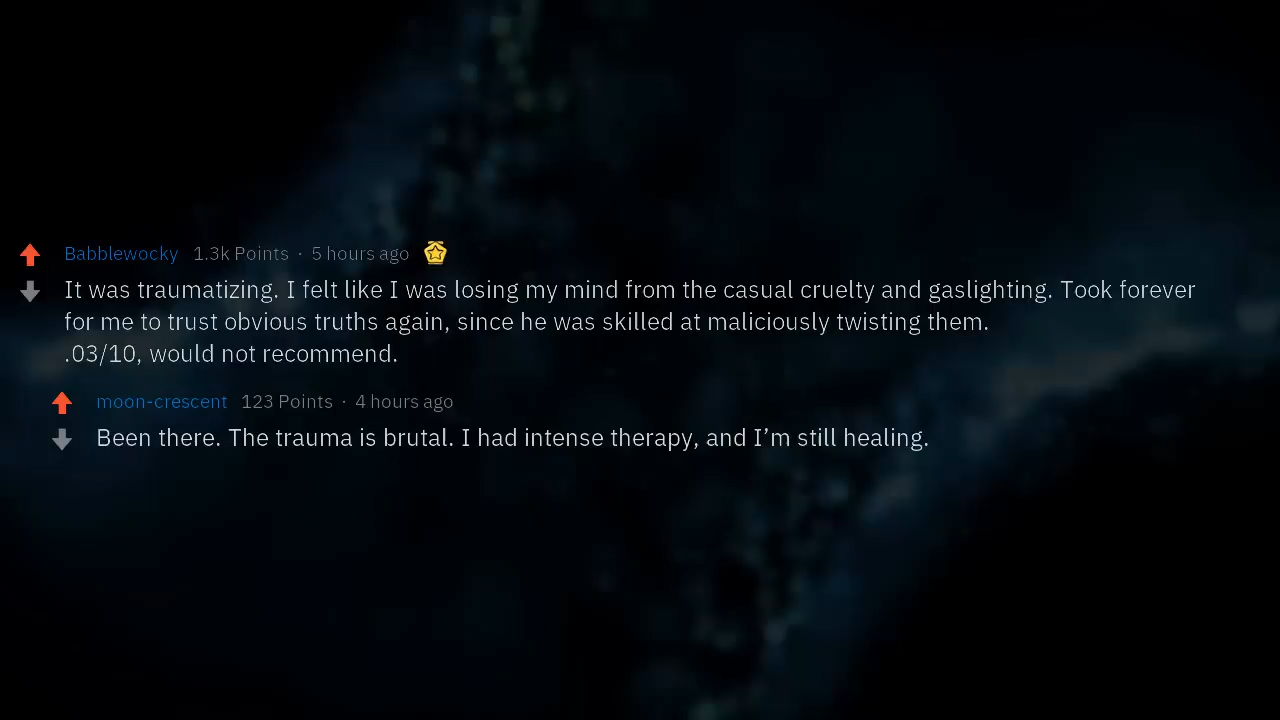 Babblewocky 1.3k Points · 5 hours ago
It was traumatizing. I felt like I was losing my mind from the casual cruelty and gaslighting. Took forever
for me to trust obvious truths again, since he was skilled at maliciously twisting them.
.03/10, would not recommend.
moon-crescent 123 Points · 4 hours ago
Been there. The trauma is brutal. I had intense therapy, and I’m still healing.